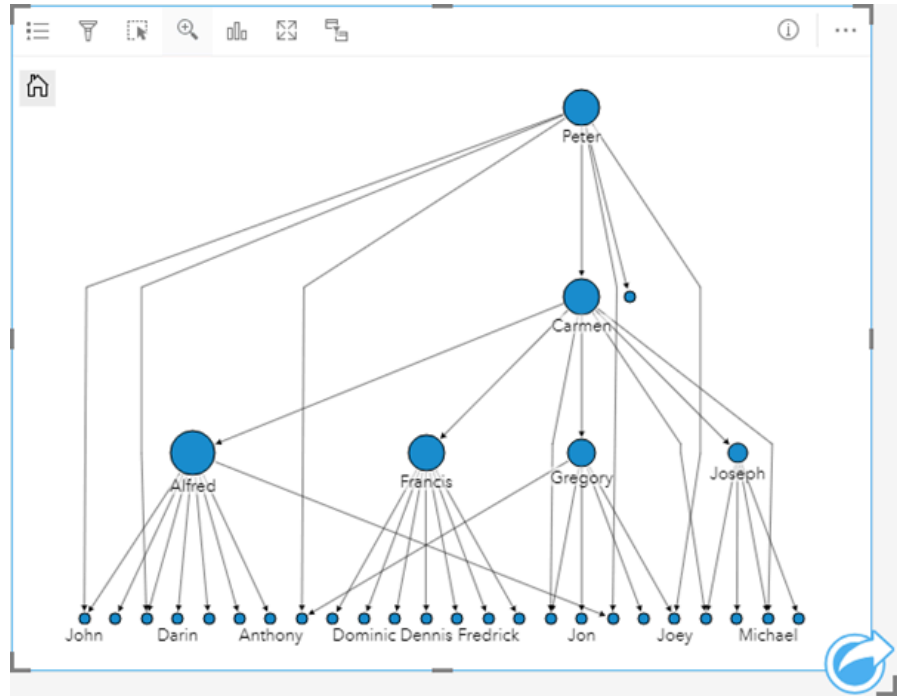 Peter
Carmen
Alfred
Francis
Gregory
Joseph
John Darin Anthony Dominic Dennis Fredrick Jon Joey Michael